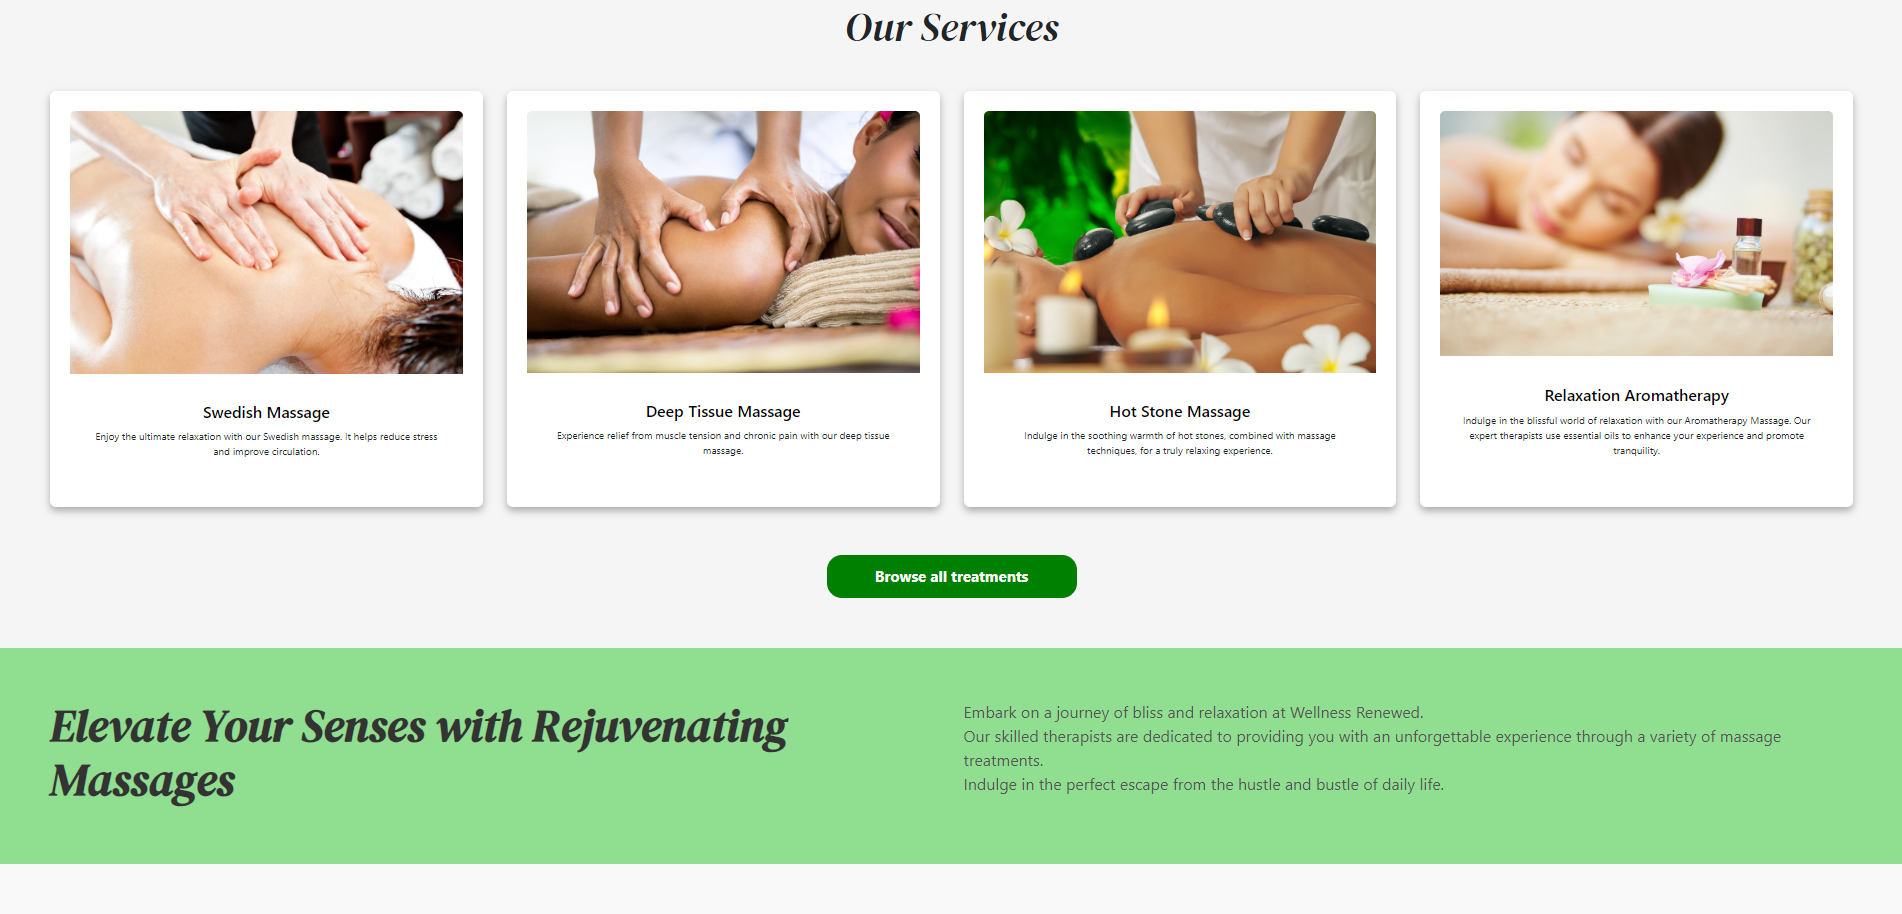 Our Services
Swedish Massage
Enjoy the ultimate relaxation with our Swedish massage. It helps reduce stress
and improve circulation.
Deep Tissue Massage
Experience relief from muscle tension and chronic pain with our deep tissue
massage.
Hot Stone Massage
Indulge in the soothing warmth of hot stones, combined with massage
techniques, for a truly relaxing experience.
Relaxation Aromatherapy
Indulge in the blissful world of relaxation with our Aromatherapy Massage. Our
expert therapists use essential oils to enhance your experience and promote
tranquility.
Browse all treatments
Elevate Your Senses with Rejuvenating
Massages
Embark on a journey of bliss and relaxation at Wellness Renewed.
Our skilled therapists are dedicated to providing you with an unforgettable experience through a variety of massage
treatments.
Indulge in the perfect escape from the hustle and bustle of daily life.